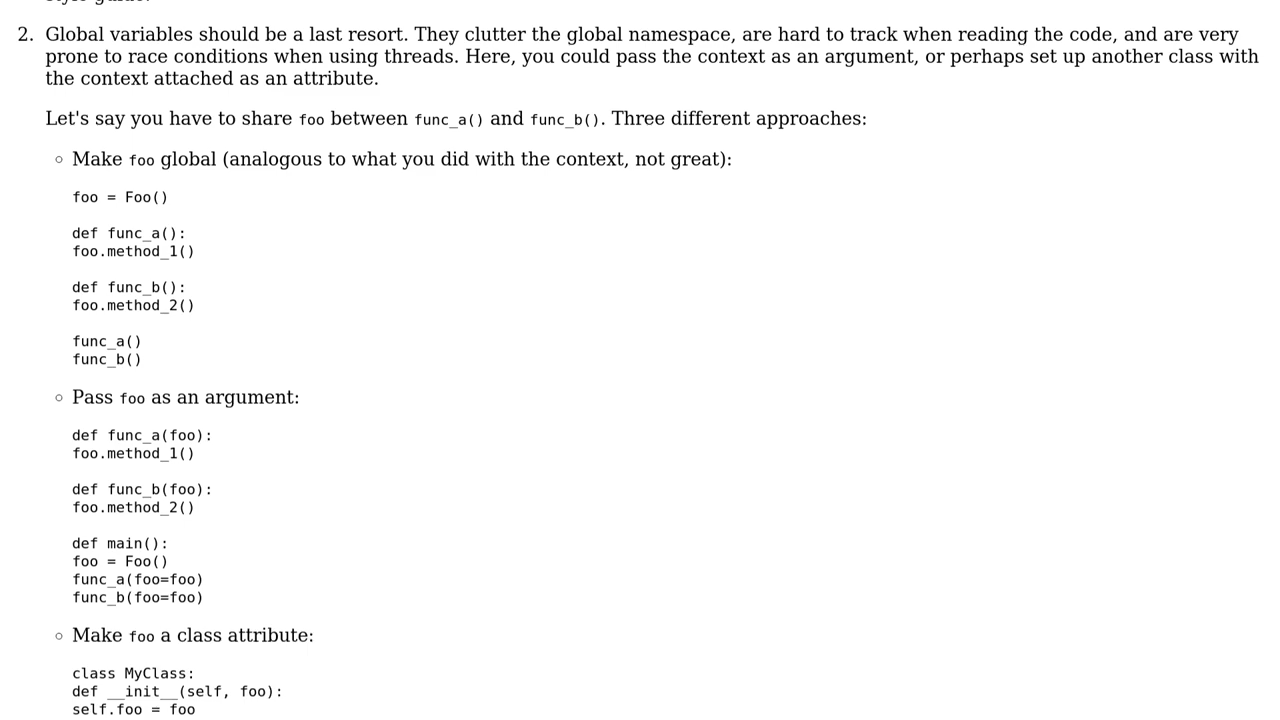 2. Global variables should be a last resort. They clutter the global namespace, are hard to track when reading the code, and are very
prone to race conditions when using threads. Here, you could pass the context as an argument, or perhaps set up another class with
the context attached as an attribute.
Let's say you have to share foo between func_a() and func_b(). Three different approaches:
◦ Make foo global (analogous to what you did with the context, not great):
foo = Foo()
def func_a():
foo.method_1()
def func_b():
foo.method_2()
func_a()
func_b()
◦ Pass foo as an argument:
def func_a(foo):
foo.method_1()
def func_b(foo):
foo.method_2()
def main():
foo = Foo()
func_a(foo=foo)
func_b(foo=foo)
◦ Make foo a class attribute:
class MyClass:
def __init__(self, foo):
self.foo = foo